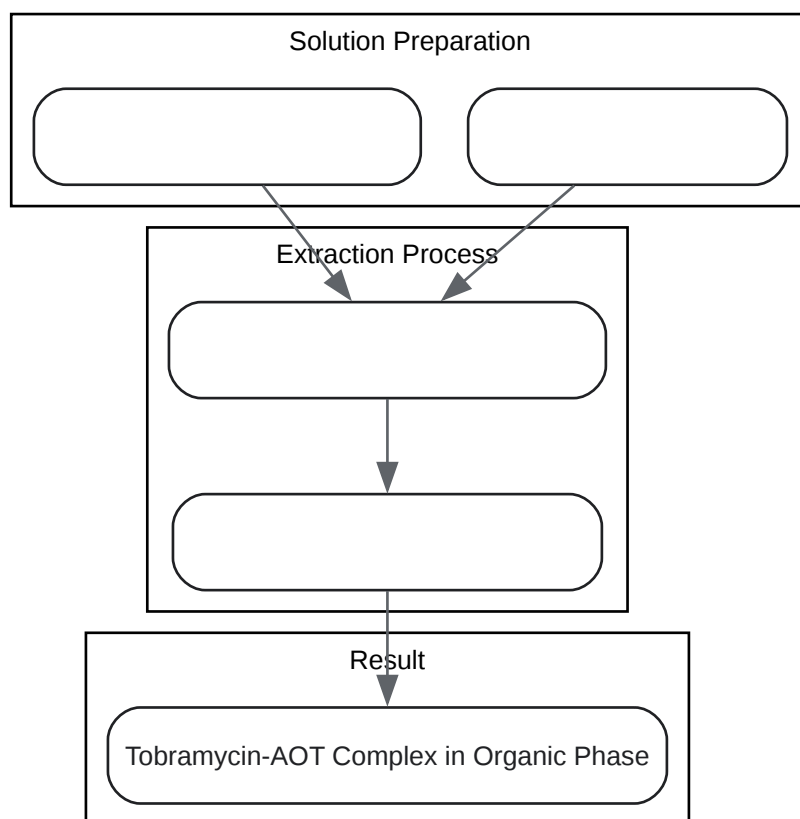 Solution Preparation
Extraction Process
Result
Tobramycin-AOT Complex in Organic Phase